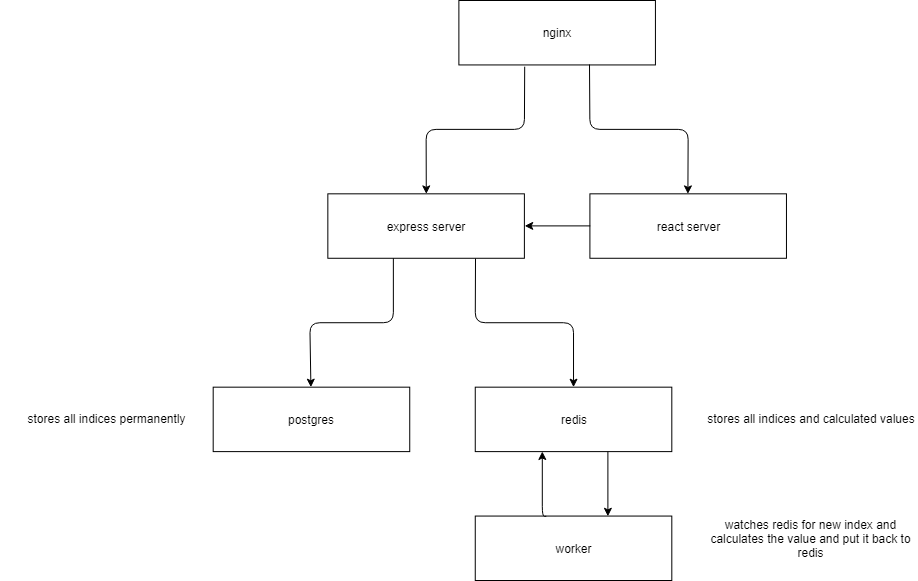 nginx
express server
react server
stores all indices permanently
postgres
redis
stores all indices and calculated values
worker
watches redis for new index and
calculates the value and put it back to
redis